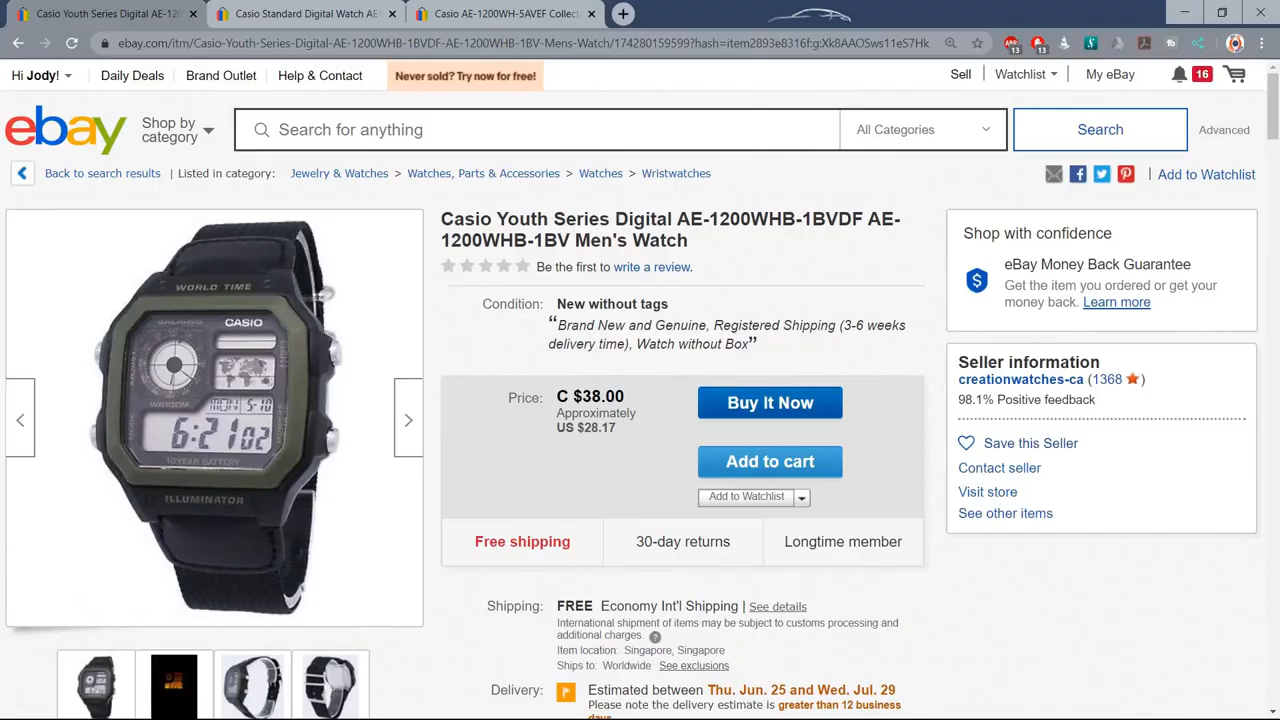 Casio Youth Series Digital AE-12
Casio Standard Digital Watch AE
Casio AE-1200WH-5AVEF Collect
ebay.com/itm/Casio-Youth-Series-Digital-AE-1200WHB-1BVDF-AE-1200WHB-1BV-Mens-Watch/174280159599?hash=item2893e8316f:g:Xk8AAOSws11eS7Hk
13
13
Hi Jody!
Daily Deals
Brand Outlet
Help & Contact
Never sold? Try now for free!
Sell
Watchlist
My eBay
16
ebay
Shop by
category
Search for anything
All Categories
Search
Advanced
Back to search results
| Listed in category:
Jewelry & Watches > Watches, Parts & Accessories > Watches > Wristwatches
| Add to Watchlist
WORLD TIME
CASIO
WR100M
6:21 02
10 YEAR BATTERY
ILLUMINATOR
Casio Youth Series Digital AE-1200WHB-1BVDF AE-
1200WHB-1BV Men's Watch
Be the first to write a review.
Condition: New without tags
“Brand New and Genuine, Registered Shipping (3-6 weeks
delivery time), Watch without Box”
Price: C $38.00
Approximately
US $28.17
Buy It Now
Add to cart
Add to Watchlist
Free shipping
30-day returns
Longtime member
Shipping: FREE Economy Int'l Shipping | See details
International shipment of items may be subject to customs processing and
additional charges. ?
Item location: Singapore, Singapore
Ships to: Worldwide See exclusions
Delivery: Estimated between Thu. Jun. 25 and Wed. Jul. 29
Please note the delivery estimate is greater than 12 business
days.
Shop with confidence
eBay Money Back Guarantee
Get the item you ordered or get your
money back. Learn more
Seller information
creationwatches-ca (1368 )
98.1% Positive feedback
Save this Seller
Contact seller
Visit store
See other items